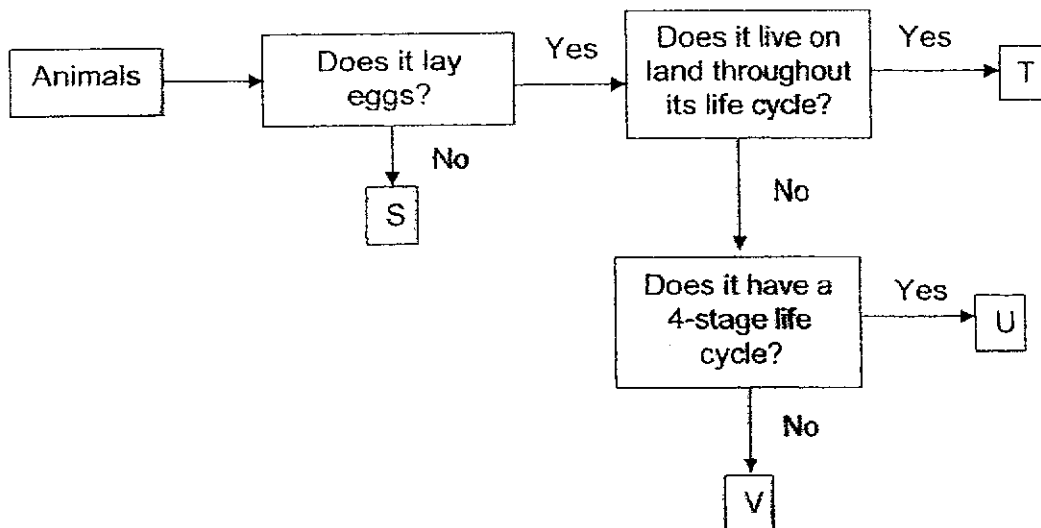 Animals
Does it lay
eggs?
Yes
Does it live on
land throughout
its life cycle?
Yes
T
No
S
No
Does it have a
4-stage life
cycle?
Yes
U
No
V